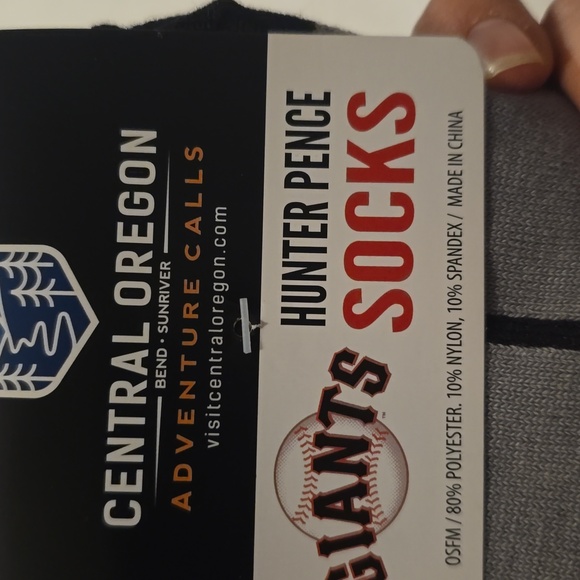 CENTRAL OREGON
BEND • SUNRIVER
ADVENTURE CALLS
visitcentraloregon.com
GIANTS
™
HUNTER PENCE
SOCKS
OSFM / 80% POLYESTER. 10% NYLON, 10% SPANDEX / MADE IN CHINA